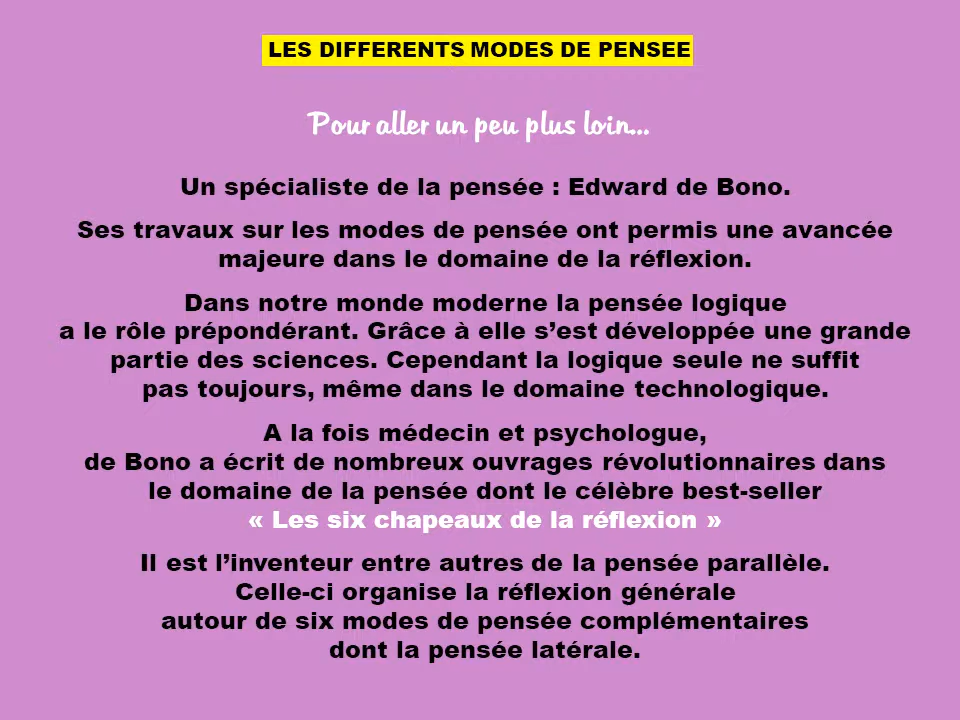 LES DIFFERENTS MODES DE PENSEE
Pour aller un peu plus loin...
Un spécialiste de la pensée : Edward de Bono.
Ses travaux sur les modes de pensée ont permis une avancée
majeure dans le domaine de la réflexion.
Dans notre monde moderne la pensée logique
a le rôle prépondérant. Grâce à elle s’est développée une grande
partie des sciences. Cependant la logique seule ne suffit
pas toujours, même dans le domaine technologique.
A la fois médecin et psychologue,
de Bono a écrit de nombreux ouvrages révolutionnaires dans
le domaine de la pensée dont le célèbre best-seller
« Les six chapeaux de la réflexion »
Il est l’inventeur entre autres de la pensée parallèle.
Celle-ci organise la réflexion générale
autour de six modes de pensée complémentaires
dont la pensée latérale.